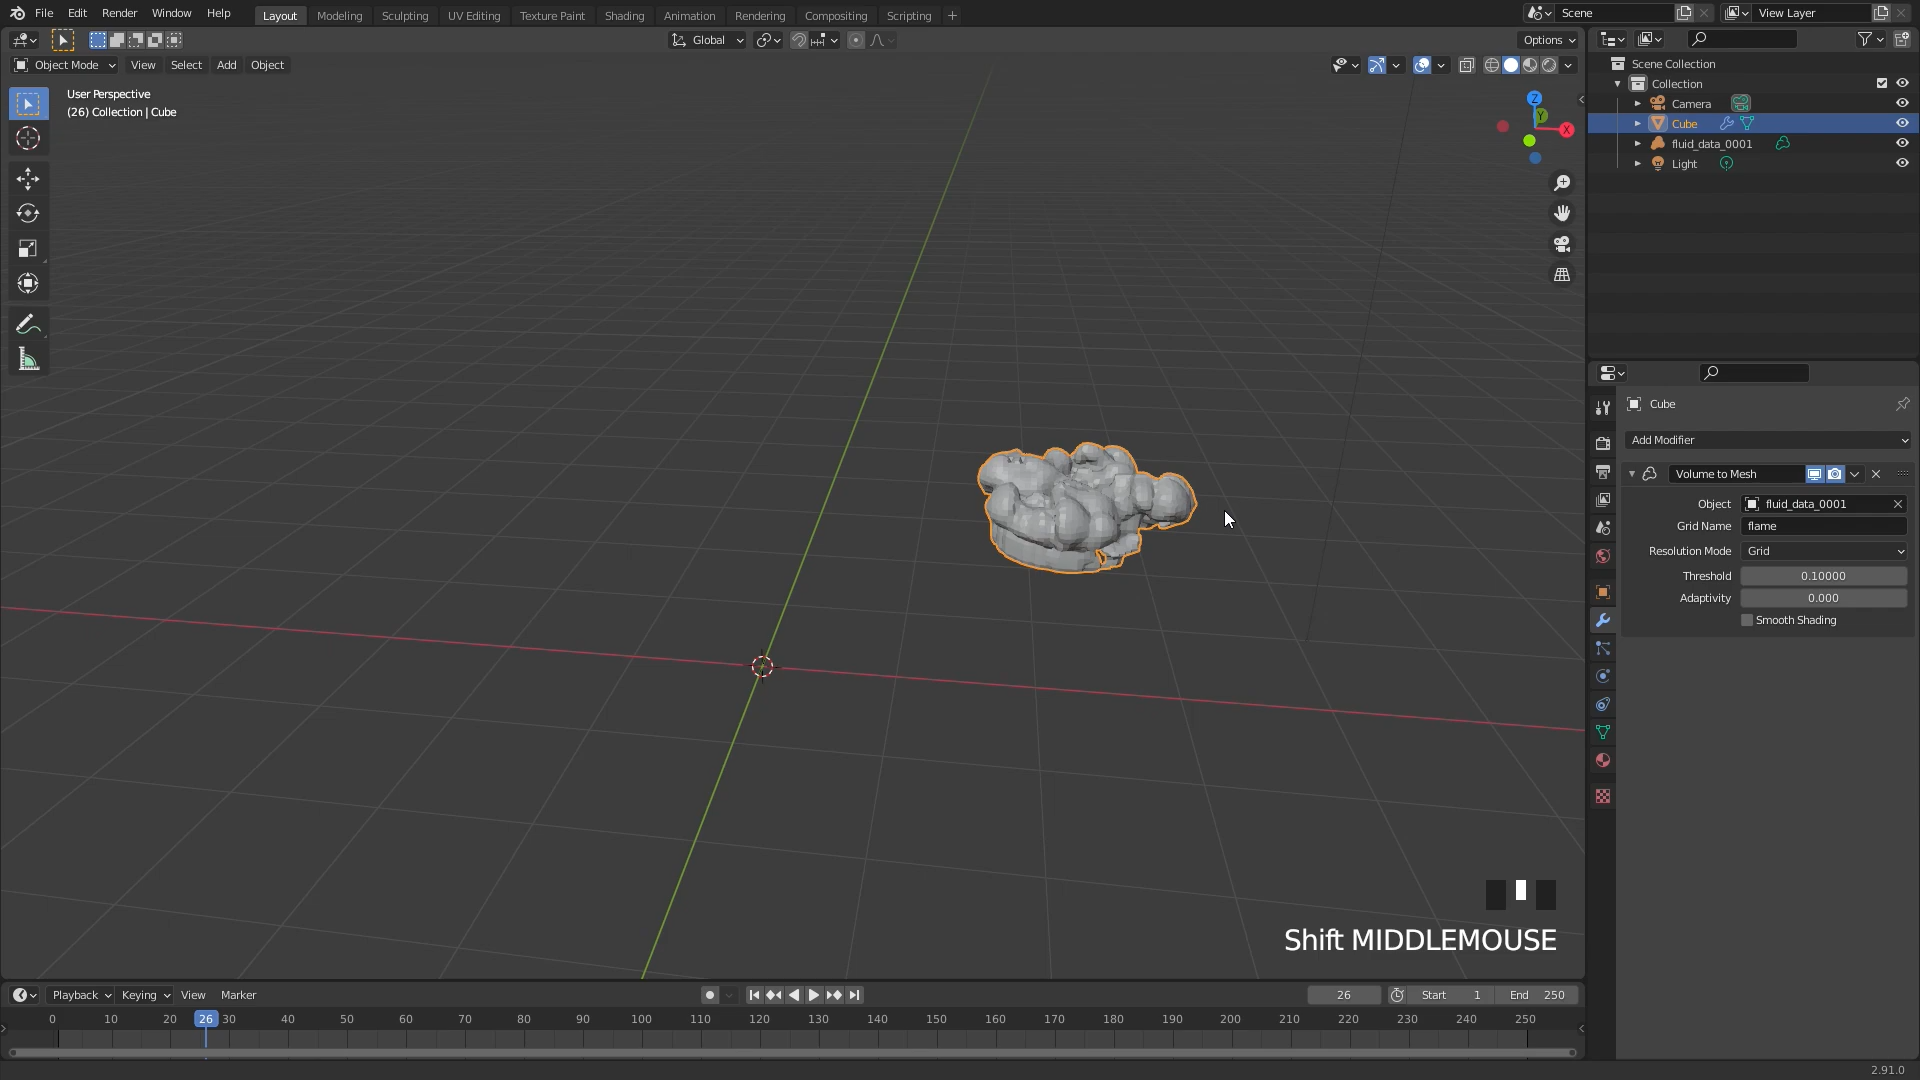 File Edit Render Window Help Layout Modeling Sculpting UV Editing Texture Paint Shading Animation Rendering Compositing Scripting + Scene View Layer
Global Options
Object Mode View Select Add Object
User Perspective
(26) Collection | Cube
Z
Y
X
Scene Collection
Collection
Camera
Cube
fluid_data_0001
Light
Cube
Add Modifier
Volume to Mesh
Object fluid_data_0001
Grid Name flame
Resolution Mode Grid
Threshold 0.10000
Adaptivity 0.000
Smooth Shading
Shift MIDDLEMOUSE
Playback Keying View Marker 26 Start 1 End 250
0 10 20 26 30 40 50 60 70 80 90 100 110 120 130 140 150 160 170 180 190 200 210 220 230 240 250
2.91.0